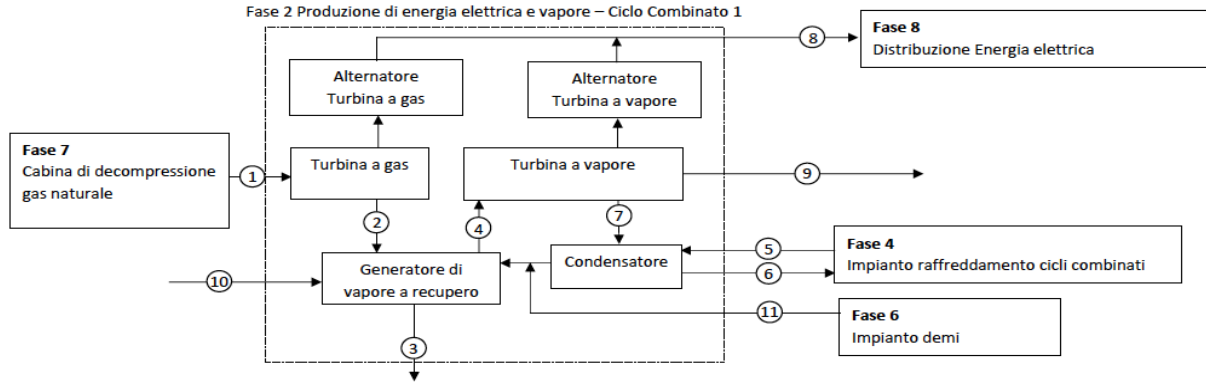 Fase 2 Produzione di energia elettrica e vapore – Ciclo Combinato 1
8
Fase 8
Distribuzione Energia elettrica
Alternatore
Turbina a gas
Alternatore
Turbina a vapore
Fase 7
Cabina di decompressione
gas naturale
1
Turbina a gas
Turbina a vapore
9
2
4
7
5
6
Fase 4
Impianto raffreddamento cicli combinati
10
Generatore di
vapore a recupero
Condensatore
11
Fase 6
Impianto demi
3